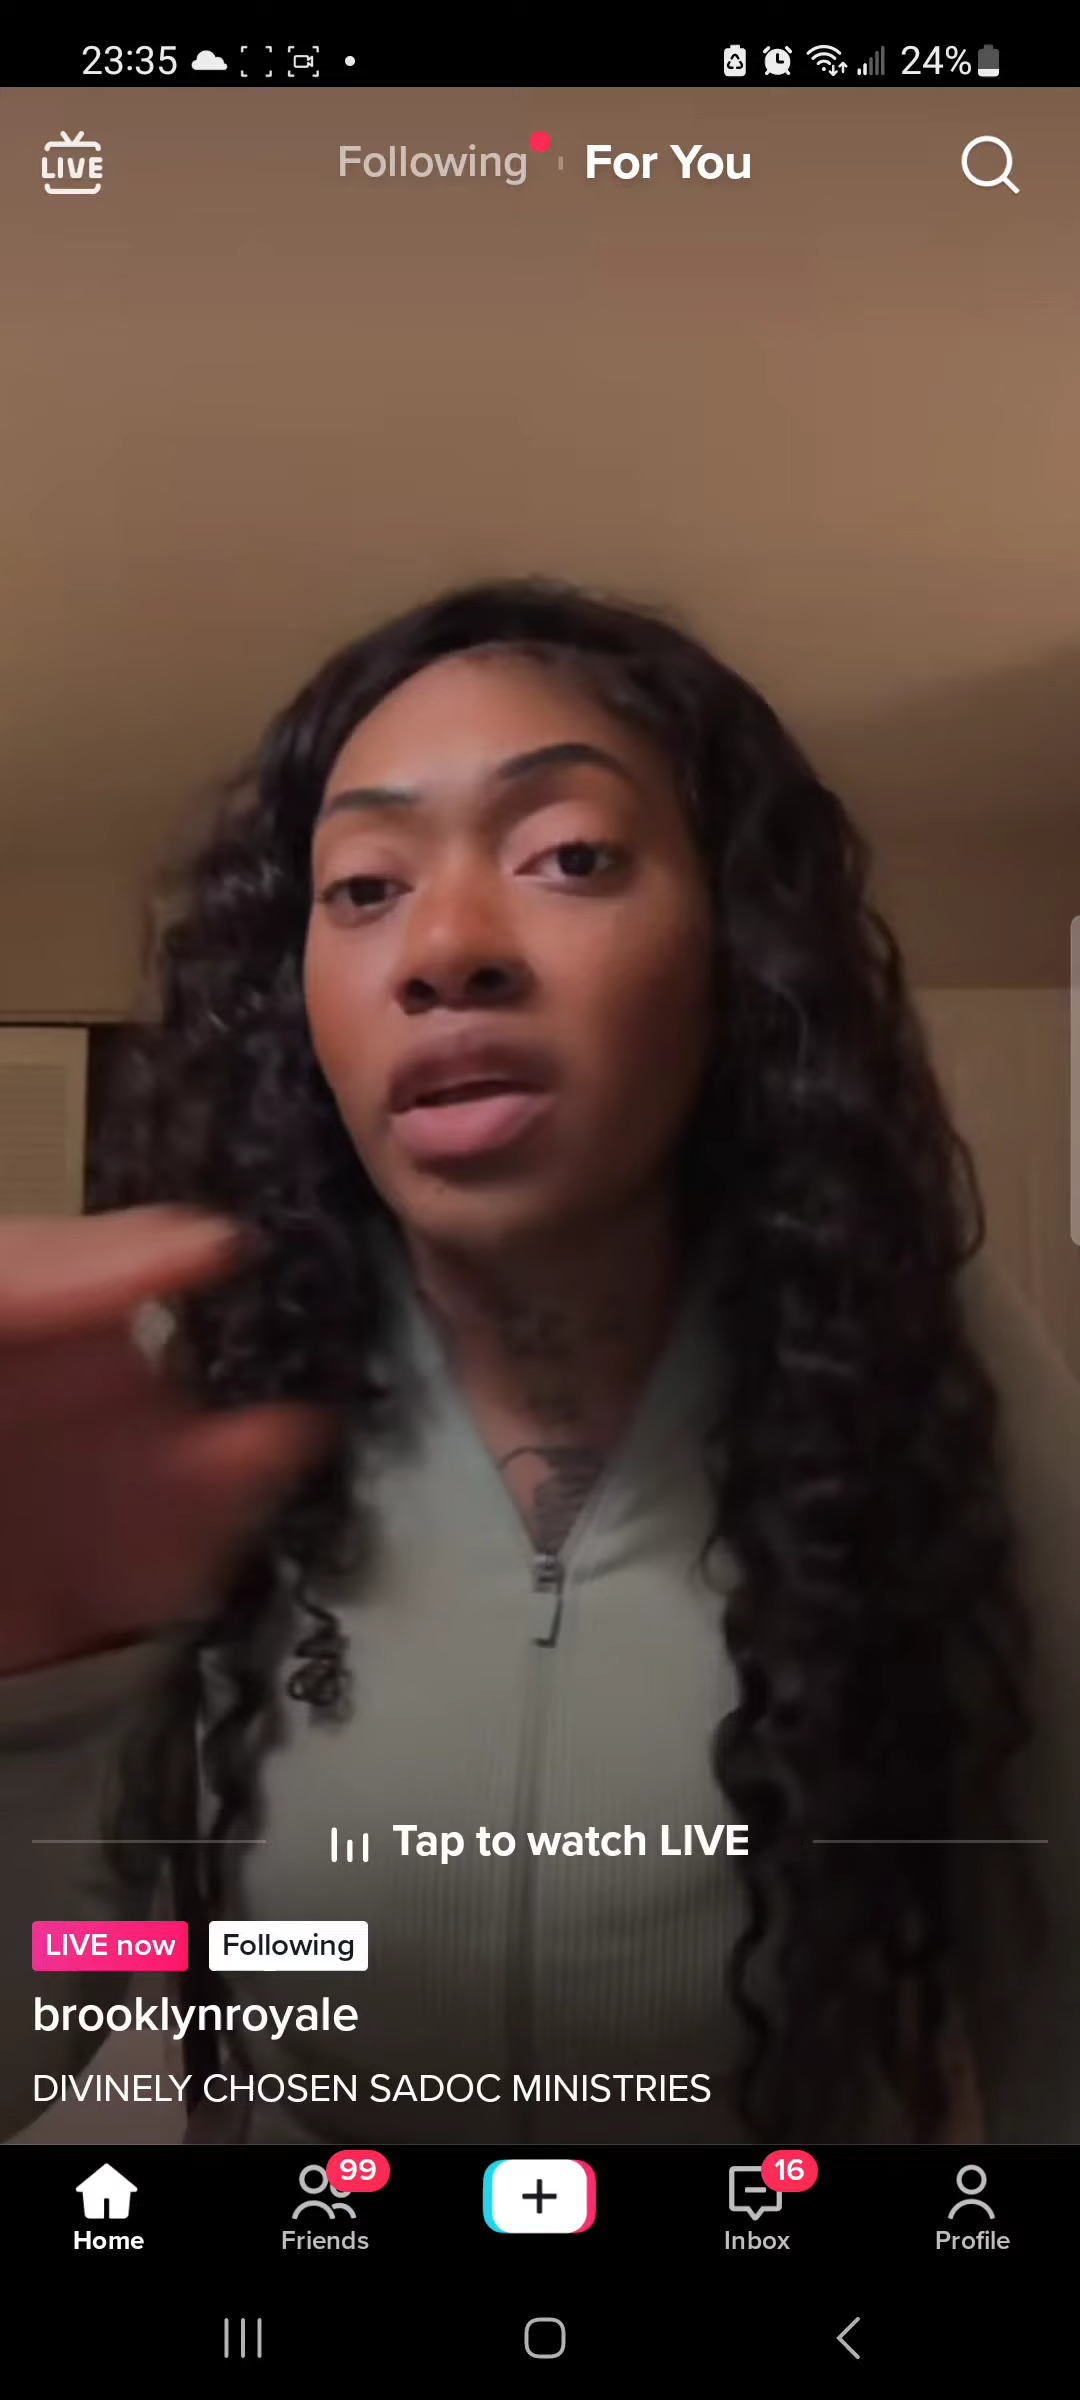 23:35 24%
LIVE Following For You
Tap to watch LIVE
LIVE now Following
brooklynroyale
DIVINELY CHOSEN SADOC MINISTRIES
99 16
Home Friends Inbox Profile